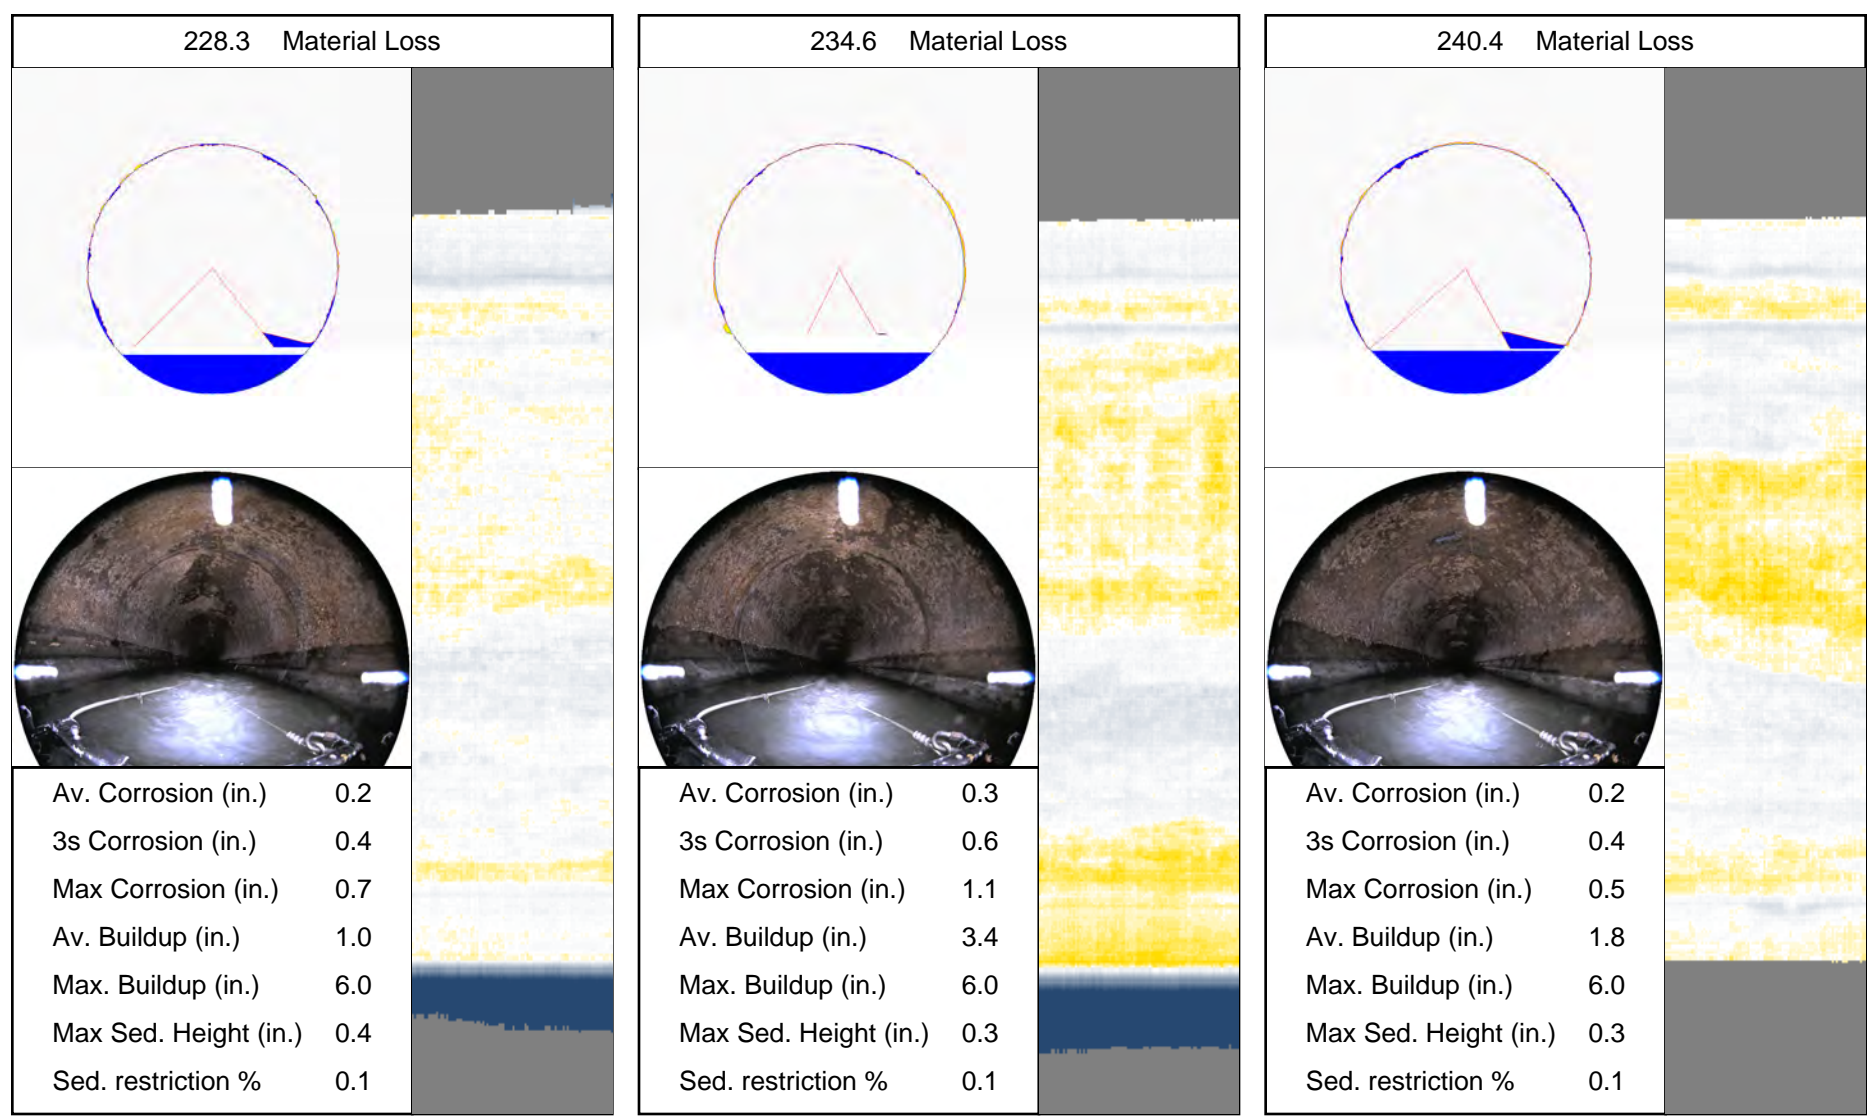 228.3 Material Loss
Av. Corrosion (in.) 0.2
3s Corrosion (in.) 0.4
Max Corrosion (in.) 0.7
Av. Buildup (in.) 1.0
Max. Buildup (in.) 6.0
Max Sed. Height (in.) 0.4
Sed. restriction % 0.1
234.6 Material Loss
Av. Corrosion (in.) 0.3
3s Corrosion (in.) 0.6
Max Corrosion (in.) 1.1
Av. Buildup (in.) 3.4
Max. Buildup (in.) 6.0
Max Sed. Height (in.) 0.3
Sed. restriction % 0.1
240.4 Material Loss
Av. Corrosion (in.) 0.2
3s Corrosion (in.) 0.4
Max Corrosion (in.) 0.5
Av. Buildup (in.) 1.8
Max. Buildup (in.) 6.0
Max Sed. Height (in.) 0.3
Sed. restriction % 0.1